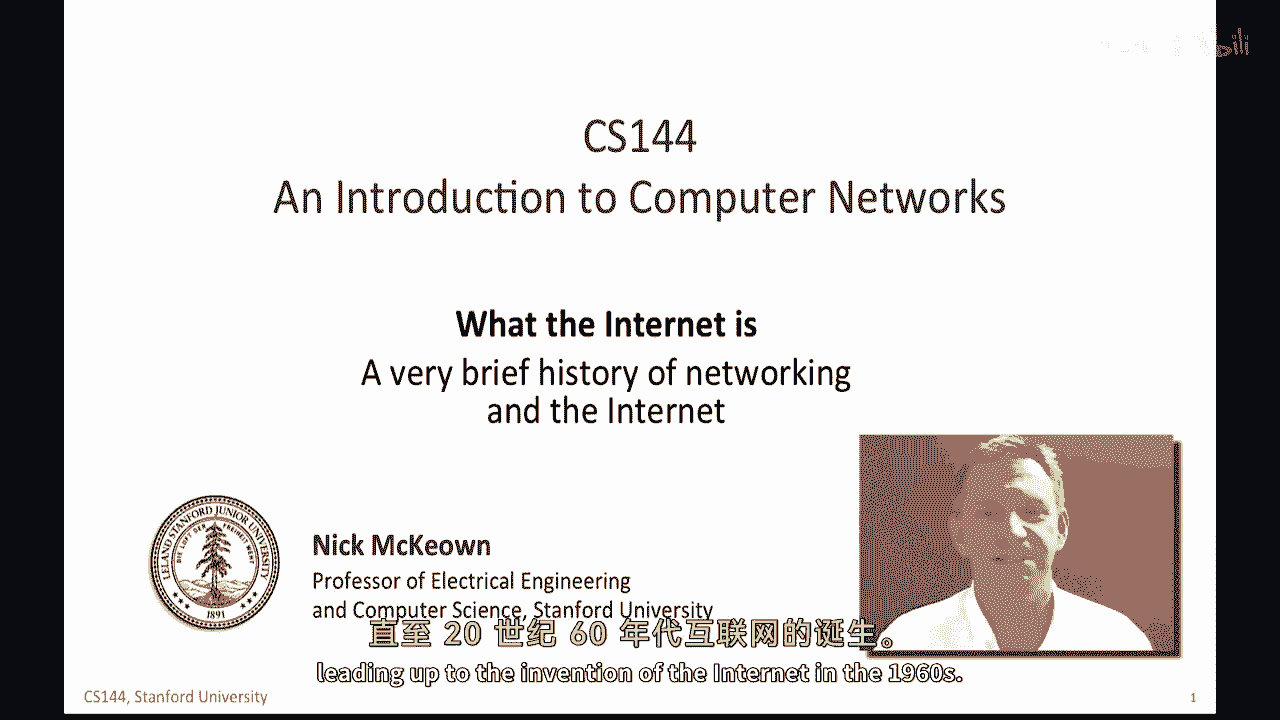 CS144
An Introduction to Computer Networks
What the Internet is
A very brief history of networking
and the Internet
LELAND STANFORD JUNIOR UNIVERSITY
DIE LUFT DER FREIHEIT WEHT
1891
Nick McKeown
Professor of Electrical Engineering
and Computer Science, Stanford University
直至 20 世纪 60 年代互联网的诞生。
leading up to the invention of the Internet in the 1960s.
CS144, Stanford University
1